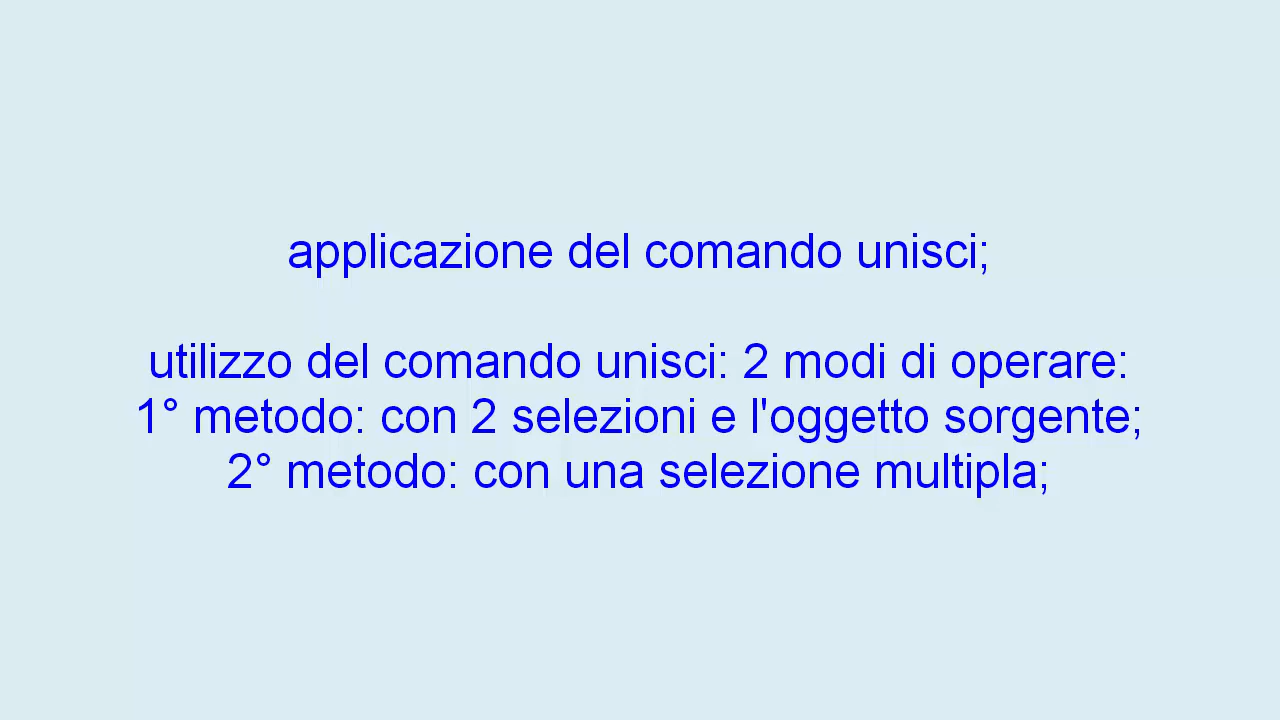 applicazione del comando unisci;
utilizzo del comando unisci: 2 modi di operare:
1° metodo: con 2 selezioni e l'oggetto sorgente;
2° metodo: con una selezione multipla;